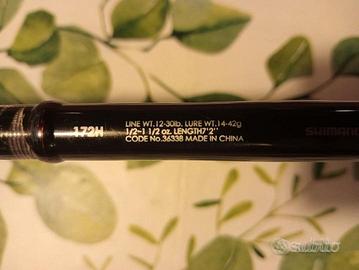 172H
LINE WT.12-30lb. LURE WT.14-42g
1/2~1 1/2 oz. LENGTH7'2''
CODE No.36338 MADE IN CHINA
SHIMANO
subito